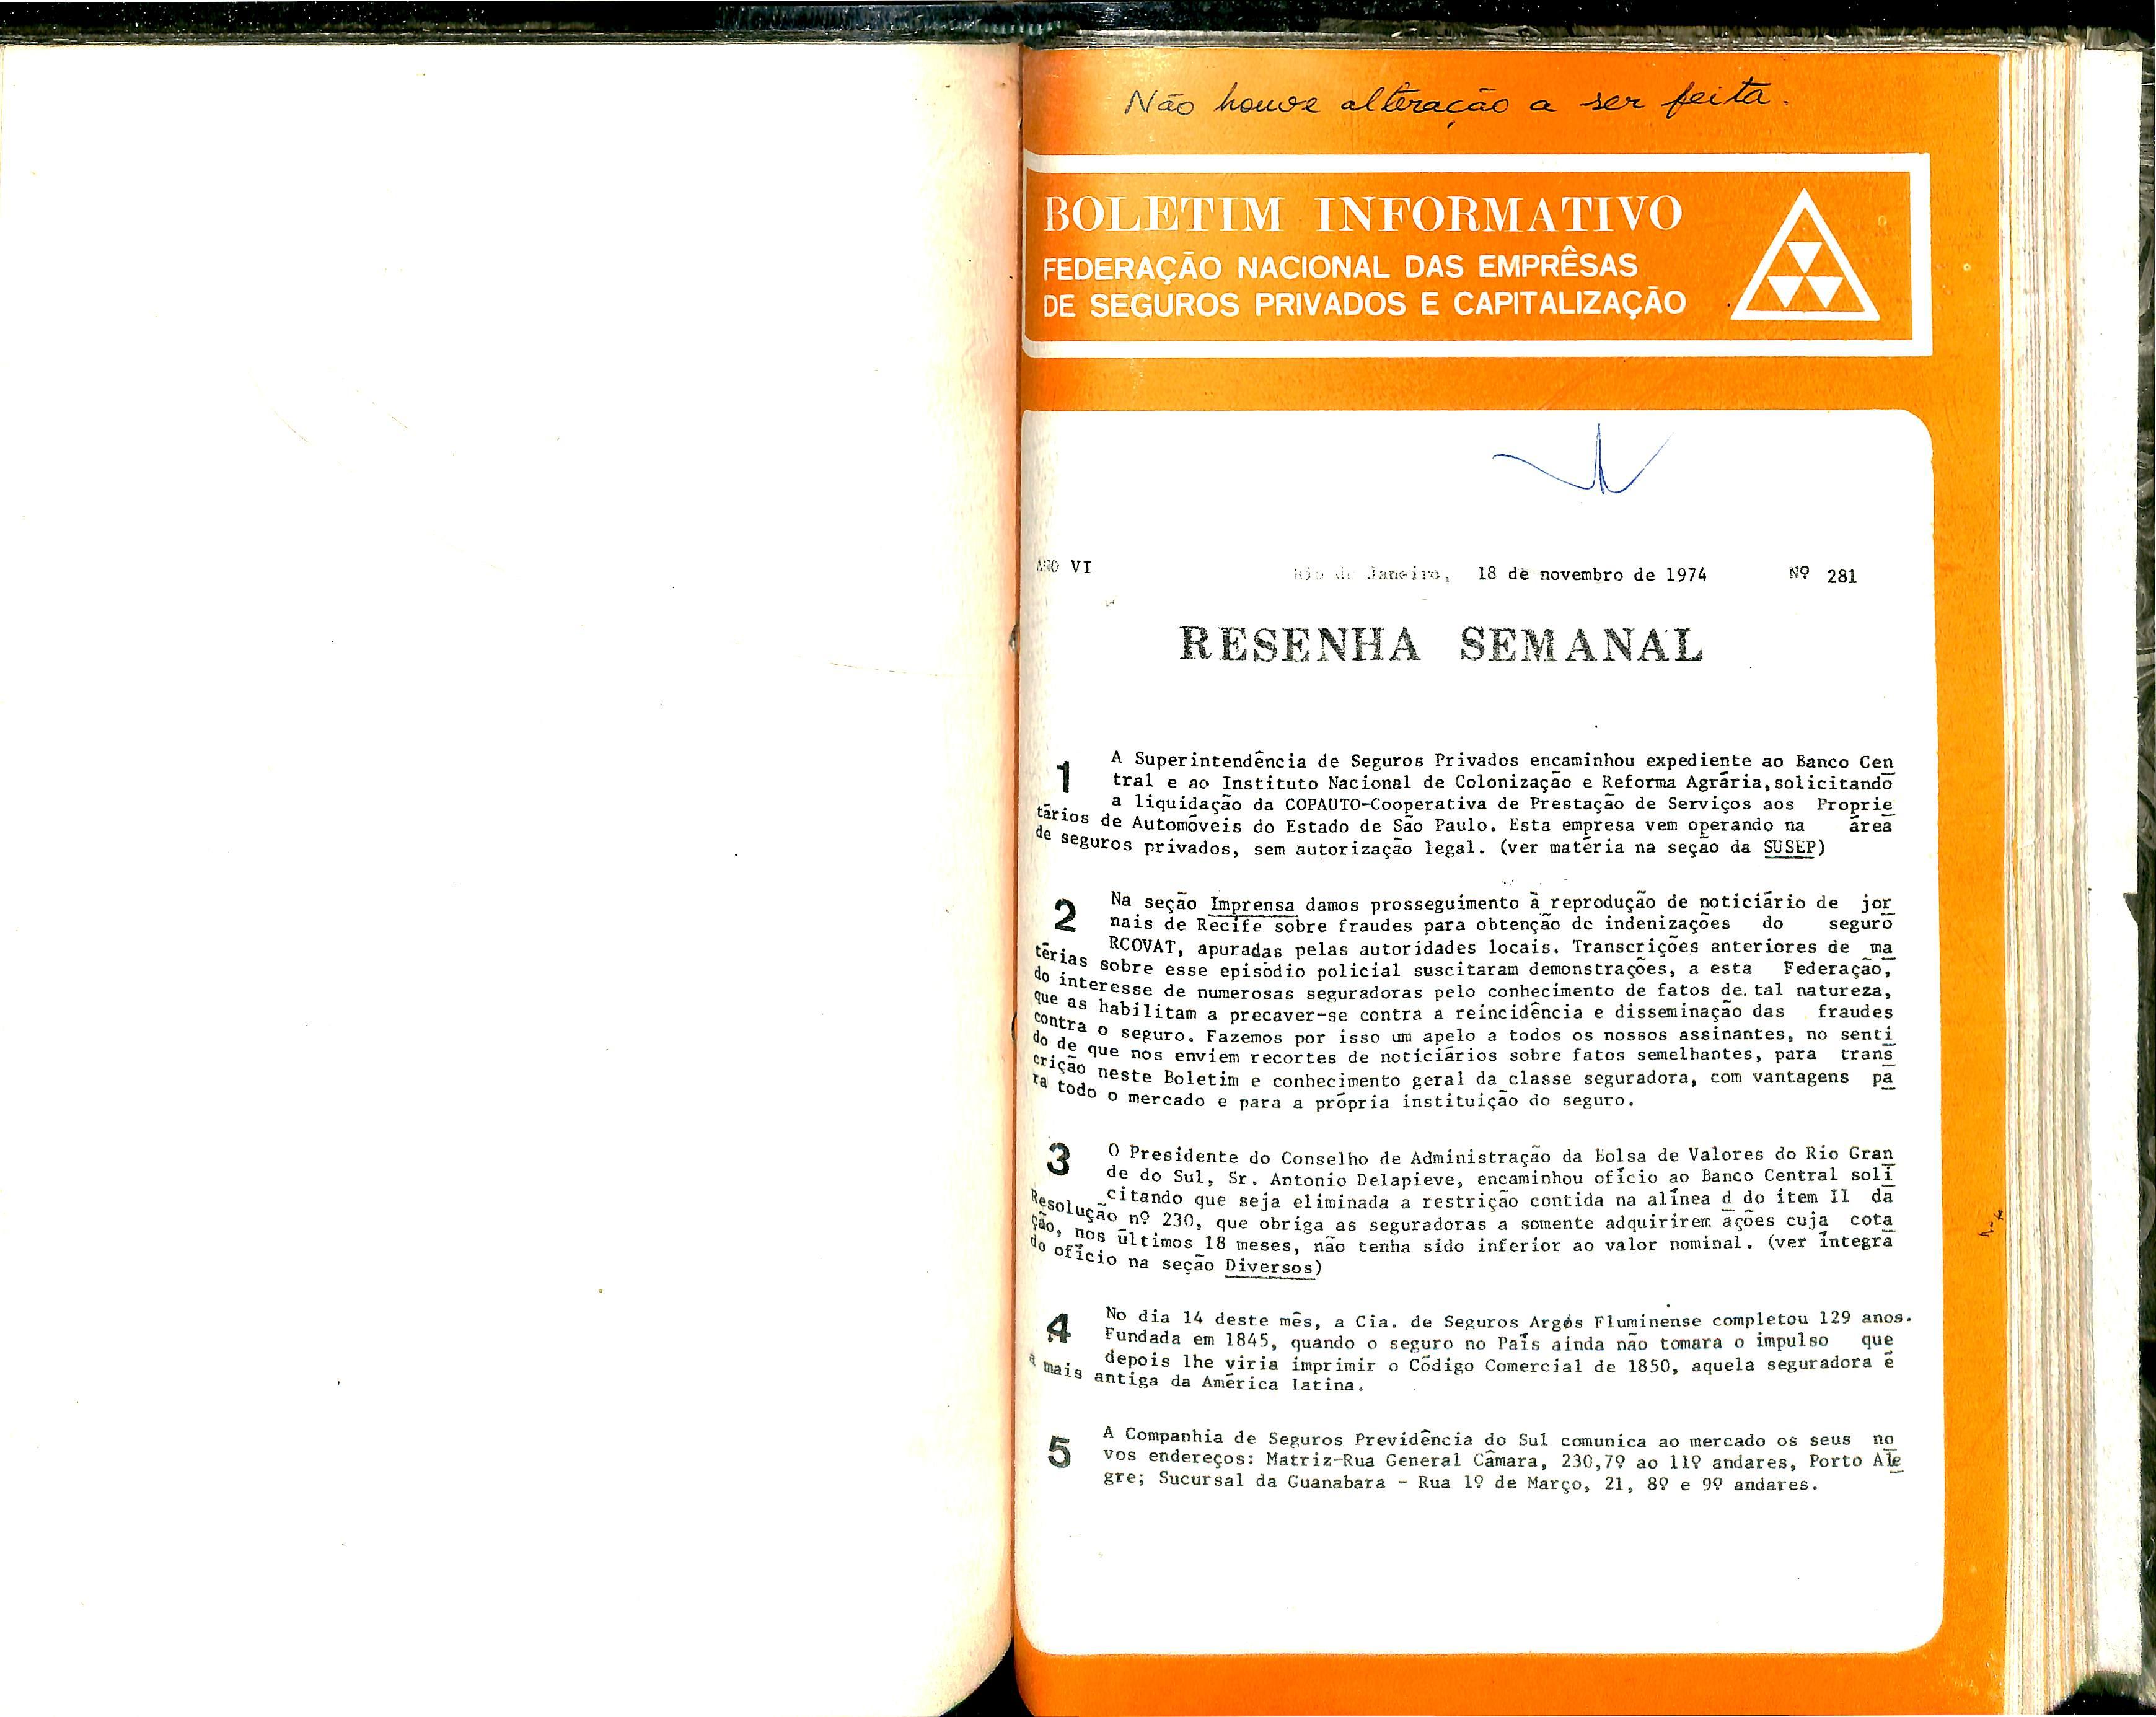 Não houve alteração a ser feita.
BOLETIM INFORMATIVO
FEDERAÇÃO NACIONAL DAS EMPRÊSAS
DE SEGUROS PRIVADOS E CAPITALIZAÇÃO
ANO VI Rio de Janeiro, 18 de novembro de 1974 Nº 281
RESENHA SEMANAL
1 A Superintendência de Seguros Privados encaminhou expediente ao Banco Cen
tral e ao Instituto Nacional de Colonização e Reforma Agrária,solicitando
a liquidação da COPAUTO-Cooperativa de Prestação de Serviços aos Proprie
tários de Automóveis do Estado de São Paulo. Esta empresa vem operando na área
de seguros privados, sem autorização legal. (ver matéria na seção da SUSEP)
2 Na seção Imprensa damos prosseguimento à reprodução de noticiário de jor
nais de Recife sobre fraudes para obtenção de indenizações do seguro
RCOVAT, apuradas pelas autoridades locais. Transcrições anteriores de ma
térias sobre esse episódio policial suscitaram demonstrações, a esta Federação,
do interesse de numerosas seguradoras pelo conhecimento de fatos de tal natureza,
que as habilitam a precaver-se contra a reincidência e disseminação das fraudes
contra o seguro. Fazemos por isso um apelo a todos os nossos assinantes, no senti
do de que nos enviem recortes de noticiários sobre fatos semelhantes, para trans
crição neste Boletim e conhecimento geral da classe seguradora, com vantagens pa
ra todo o mercado e para a própria instituição do seguro.
3 O Presidente do Conselho de Administração da Bolsa de Valores do Rio Gran
de do Sul, Sr. Antonio Delapieve, encaminhou ofício ao Banco Central soli
citando que seja eliminada a restrição contida na alínea d do item II da
Resolução nº 230, que obriga as seguradoras a somente adquirirem ações cuja cota
ção, nos últimos 18 meses, não tenha sido inferior ao valor nominal. (ver íntegra
do ofício na seção Diversos)
4 No dia 14 deste mês, a Cia. de Seguros Argos Fluminense completou 129 anos.
Fundada em 1845, quando o seguro no País ainda não tomara o impulso que
depois lhe viria imprimir o Código Comercial de 1850, aquela seguradora é
a mais antiga da América Latina.
5 A Companhia de Seguros Previdência do Sul comunica ao mercado os seus no
vos endereços: Matriz-Rua General Câmara, 230,7º ao 11º andares, Porto Ale
gre; Sucursal da Guanabara - Rua 1º de Março, 21, 8º e 9º andares.